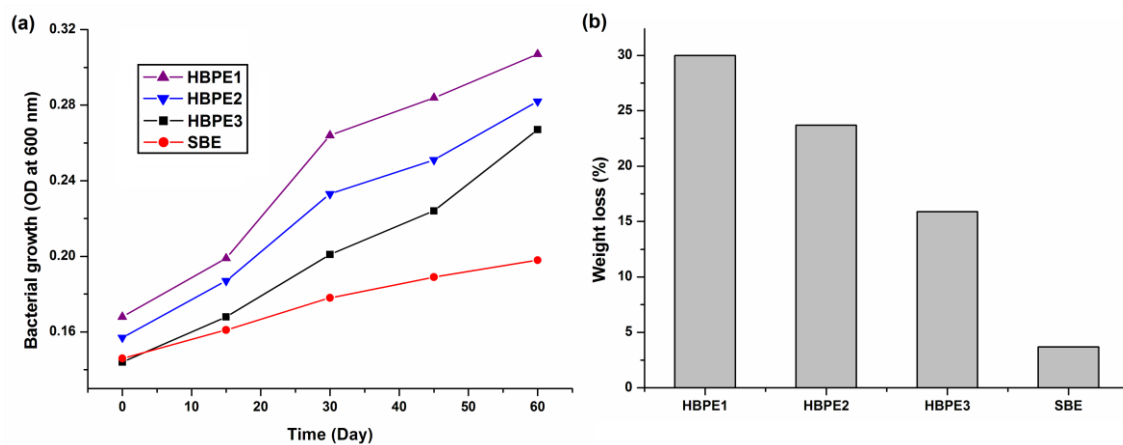 (a)
Bacterial growth (OD at 600 nm)
0.32
0.28
0.24
0.20
0.16
HBPE1
HBPE2
HBPE3
SBE
0 10 20 30 40 50 60
Time (Day)
(b)
Weight loss (%)
30
25
20
15
10
5
0
HBPE1 HBPE2 HBPE3 SBE